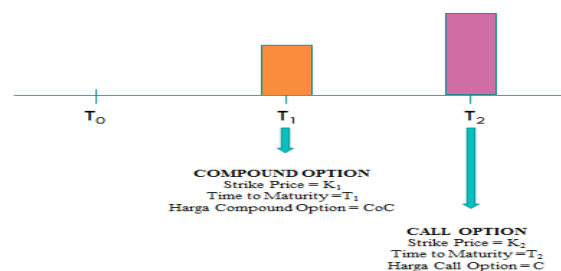 T₀ T₁ T₂
COMPOUND OPTION
Strike Price = K₁
Time to Maturity =T₁
Harga Compound Option = CoC
CALL OPTION
Strike Price = K₂
Time to Maturity =T₂
Harga Call Option = C